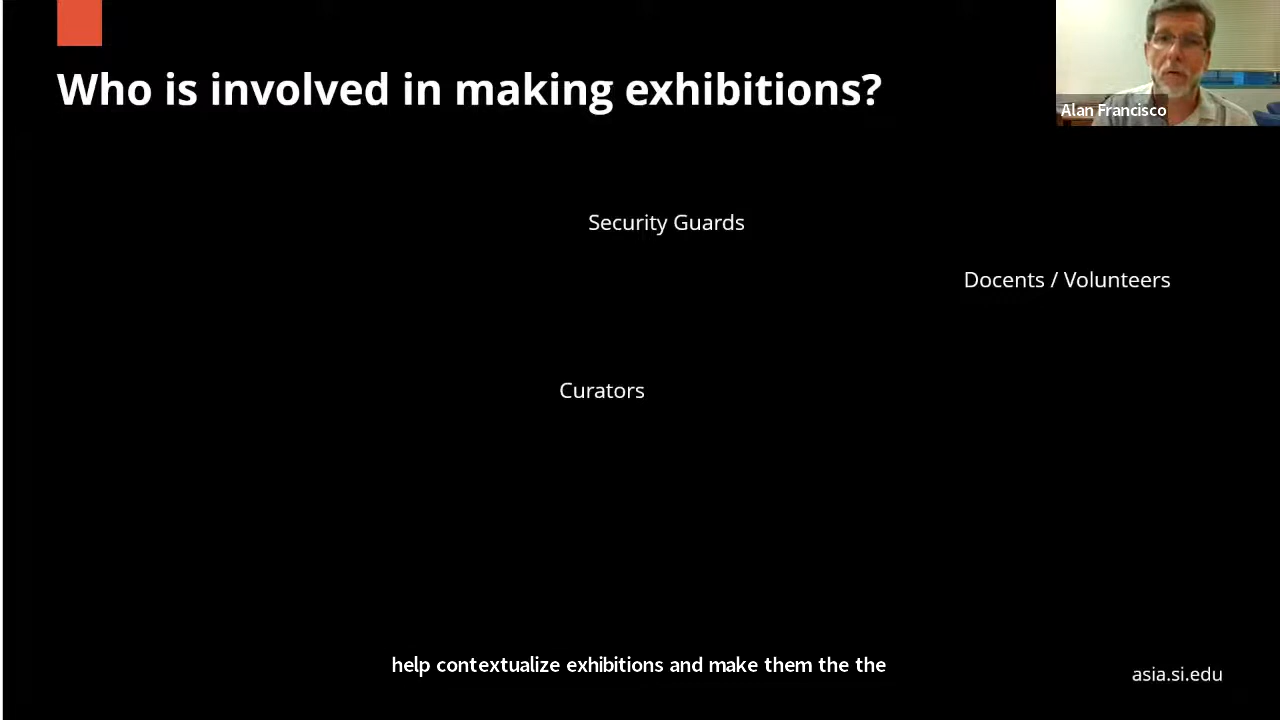 Who is involved in making exhibitions?
Alan Francisco
Security Guards
Docents / Volunteers
Curators
help contextualize exhibitions and make them the the
asia.si.edu